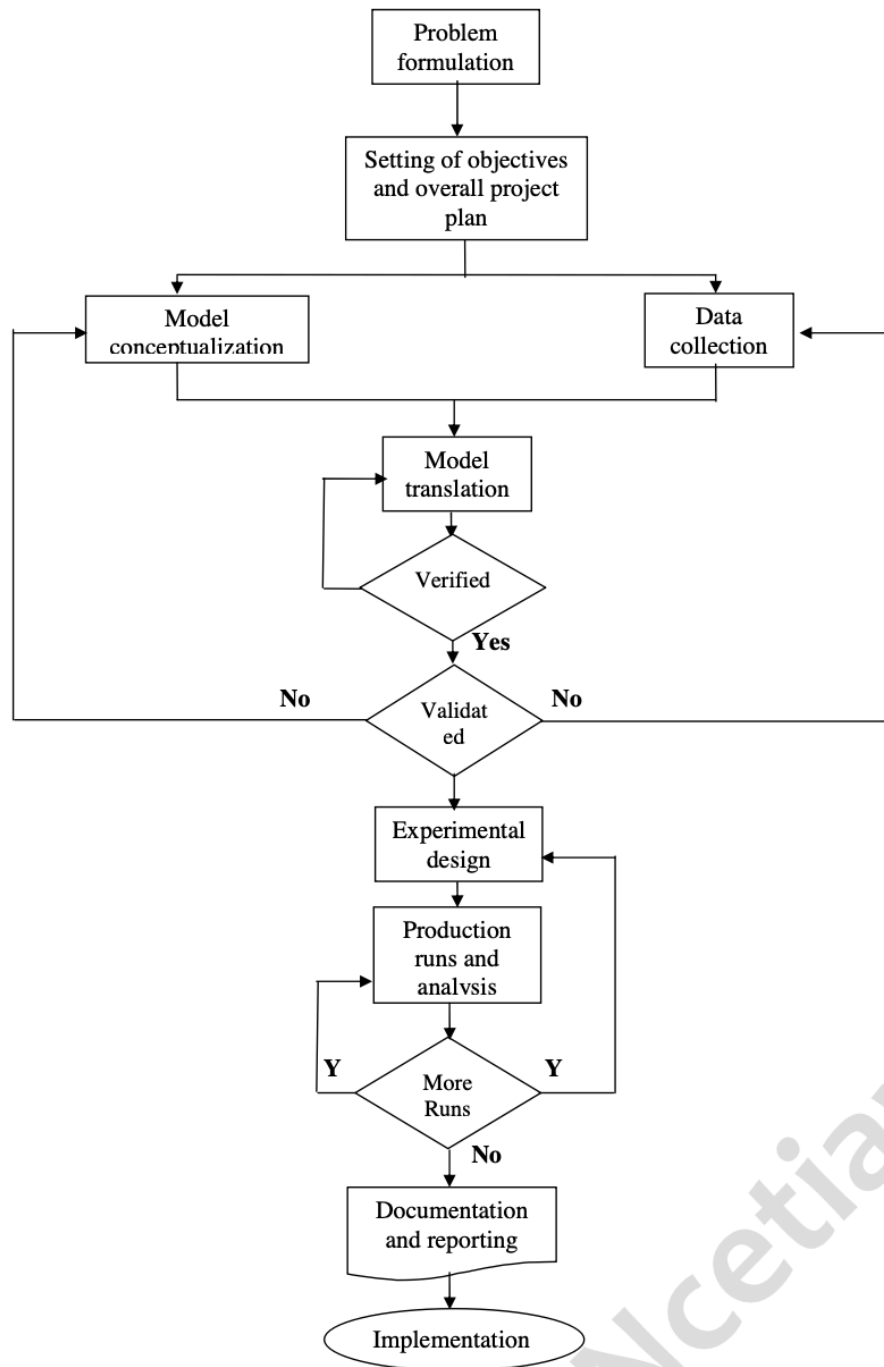 Problem
formulation
Setting of objectives
and overall project
plan
Model
conceptualization
Data
collection
Model
translation
Verified
Yes
No
Validat
ed
No
Experimental
design
Production
runs and
analysis
Y
More
Runs
Y
No
Documentation
and reporting
Implementation